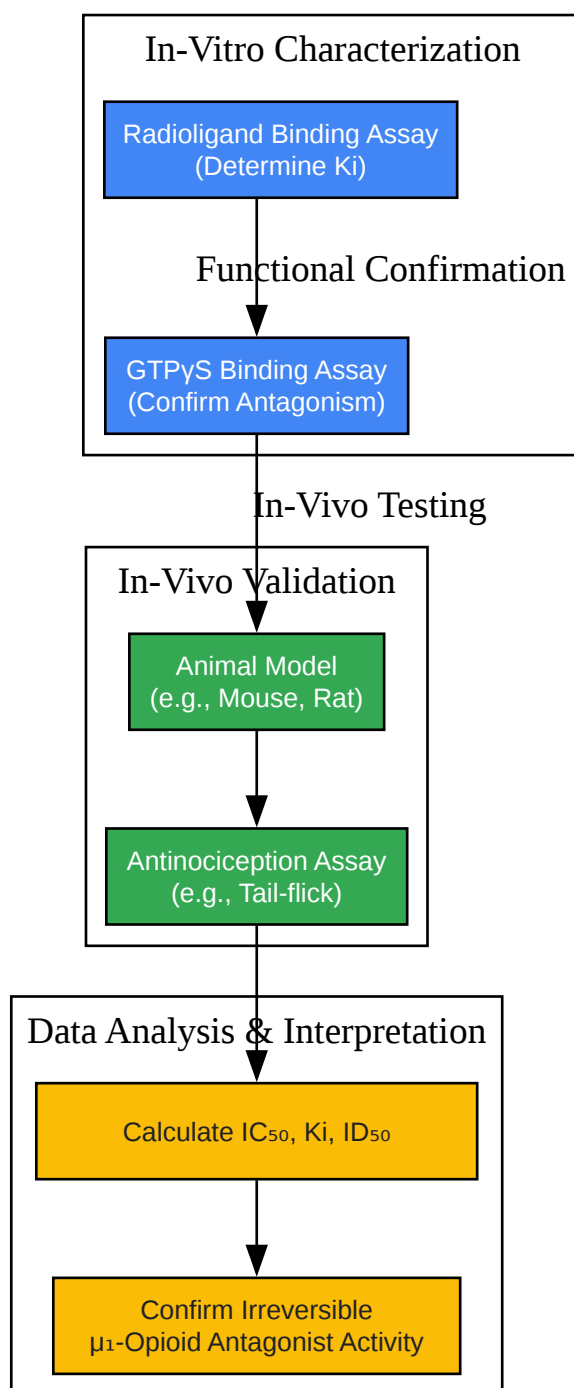 In-Vitro Characterization
Radioligand Binding Assay
(Determine Ki)
Functional Confirmation
GTPγS Binding Assay
(Confirm Antagonism)
In-Vivo Testing
In-Vivo Validation
Animal Model
(e.g., Mouse, Rat)
Antinociception Assay
(e.g., Tail-flick)
Data Analysis & Interpretation
Calculate IC₅₀, Ki, ID₅₀
Confirm Irreversible
μ₁-Opioid Antagonist Activity